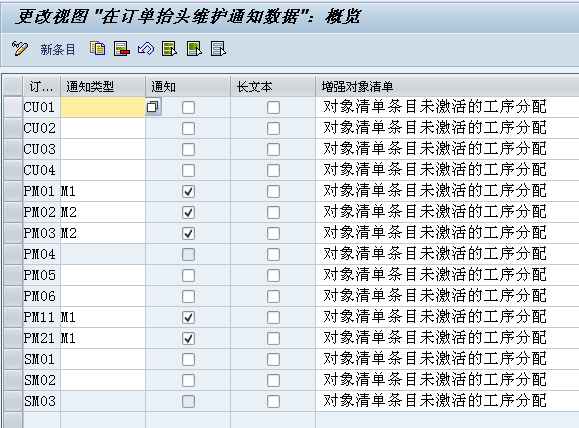 更改视图 "在订单抬头维护通知数据": 概览
新条目
订... 通知类型 通知 长文本 增强对象清单
CU01 对象清单条目未激活的工序分配
CU02 对象清单条目未激活的工序分配
CU03 对象清单条目未激活的工序分配
CU04 对象清单条目未激活的工序分配
PM01 M1 对象清单条目未激活的工序分配
PM02 M2 对象清单条目未激活的工序分配
PM03 M2 对象清单条目未激活的工序分配
PM04 对象清单条目未激活的工序分配
PM05 对象清单条目未激活的工序分配
PM06 对象清单条目未激活的工序分配
PM11 M1 对象清单条目未激活的工序分配
PM21 M1 对象清单条目未激活的工序分配
SM01 对象清单条目未激活的工序分配
SM02 对象清单条目未激活的工序分配
SM03 对象清单条目未激活的工序分配